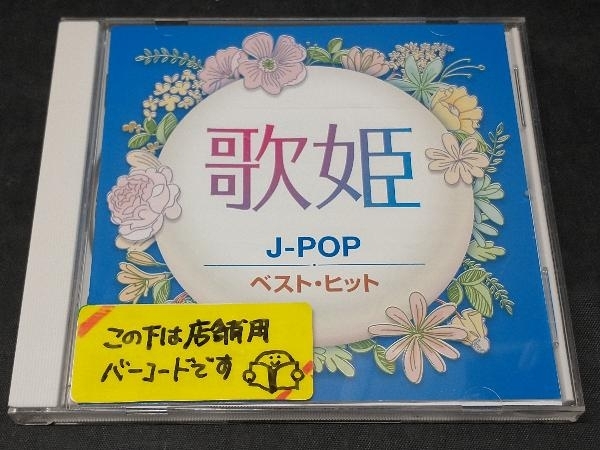 歌姫
J-POP
ベスト・ヒット
この下は店舗用
バーコードです